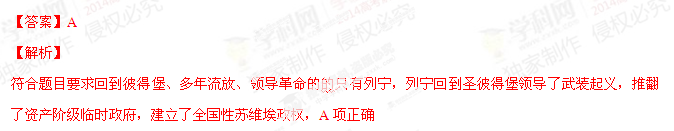 【答案】A
【解析】
符合题目要求回到彼得堡、多年流放、领导革命的的只有列宁，列宁回到圣彼得堡领导了武装起义，推翻
了资产阶级临时政府，建立了全国性苏维埃政权，A 项正确